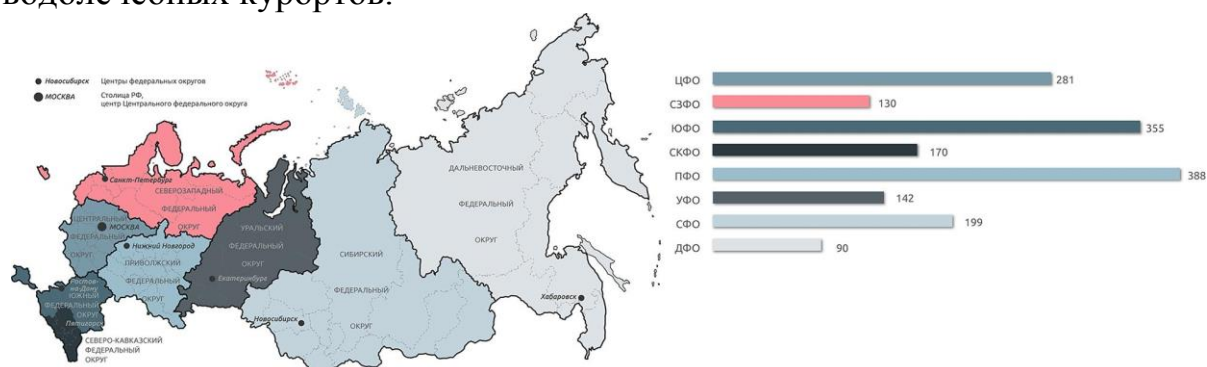 водолечебных курортов.
Новосибирск Центры федеральных округов
МОСКВА Столица РФ,
центр Центрального федерального округа
Санкт-Петербург
СЕВЕРОЗАПАДНЫЙ
ФЕДЕРАЛЬНЫЙ
ОКРУГ
ЦЕНТРАЛЬНЫЙ
МОСКВА
ФЕДЕРАЛЬНЫЙ
ОКРУГ
Нижний Новгород
ПРИВОЛЖСКИЙ
ФЕДЕРАЛЬНЫЙ
ОКРУГ
УРАЛЬСКИЙ
ФЕДЕРАЛЬНЫЙ
ОКРУГ
Екатеринбург
Ростов-
на-Дону
ЮЖНЫЙ
ФЕДЕРАЛЬНЫЙ
ОКРУГ
Пятигорск
СЕВЕРО-КАВКАЗСКИЙ
ФЕДЕРАЛЬНЫЙ
ОКРУГ
СИБИРСКИЙ
ФЕДЕРАЛЬНЫЙ
ОКРУГ
Новосибирск
ДАЛЬНЕВОСТОЧНЫЙ
ФЕДЕРАЛЬНЫЙ
ОКРУГ
Хабаровск
ЦФО 281
СЗФО 130
ЮФО 355
СКФО 170
ПФО 388
УФО 142
СФО 199
ДФО 90